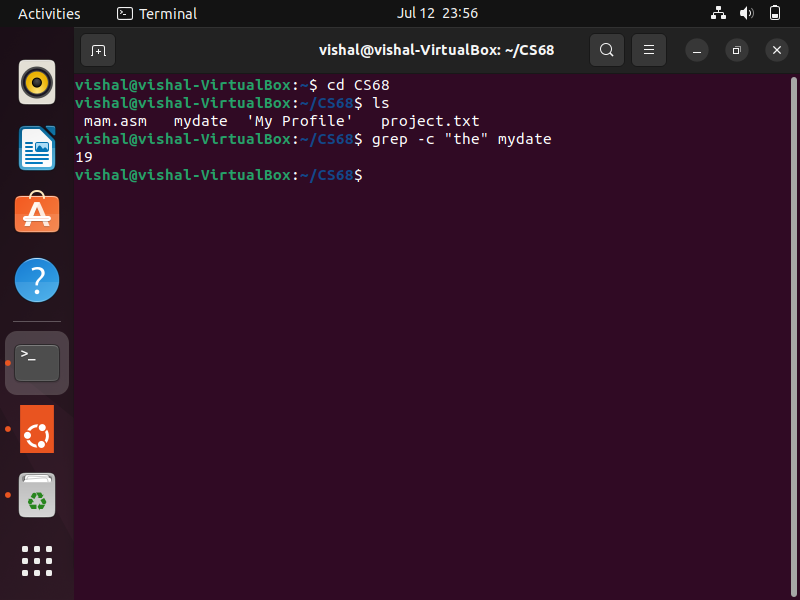 Activities Terminal Jul 12 23:56
vishal@vishal-VirtualBox: ~/CS68
vishal@vishal-VirtualBox:~$ cd CS68
vishal@vishal-VirtualBox:~/CS68$ ls
 mam.asm   mydate  'My Profile'   project.txt
vishal@vishal-VirtualBox:~/CS68$ grep -c "the" mydate
19
vishal@vishal-VirtualBox:~/CS68$